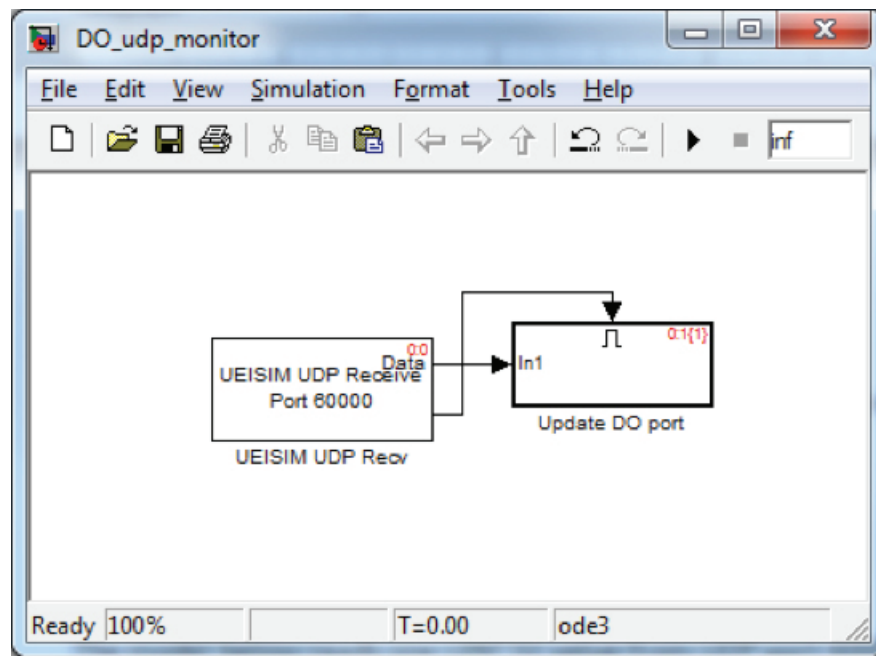 DO_udp_monitor
File Edit View Simulation Format Tools Help
inf
0:0
Data
UEISIM UDP Receive
Port 60000
UEISIM UDP Recv
0:1{1}
In1
Update DO port
Ready 100% T=0.00 ode3